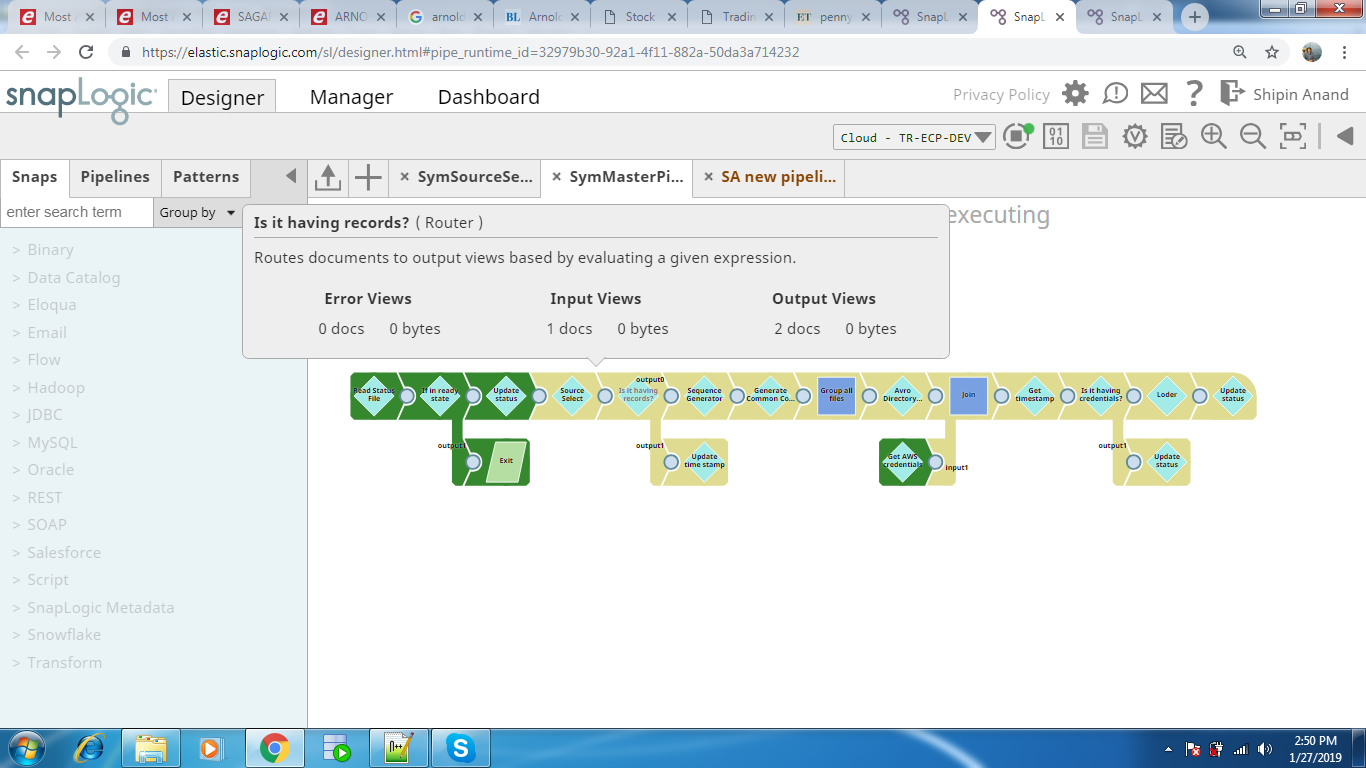 Most
Most
SAGA
ARNO
arnold
Arnold
Stock
Tradin
penny
SnapL
SnapL
SnapL
https://elastic.snaplogic.com/sl/designer.html#pipe_runtime_id=32979b30-92a1-4f11-882a-50da3a714232
snapLogic
Designer
Manager
Dashboard
Privacy Policy
Shipin Anand
Cloud - TR-ECP-DEV
Snaps
Pipelines
Patterns
SymSourceSe...
SymMasterPi...
SA new pipeli...
enter search term
Group by
executing
Is it having records? ( Router )
Routes documents to output views based by evaluating a given expression.
Error Views
Input Views
Output Views
0 docs 0 bytes
1 docs 0 bytes
2 docs 0 bytes
> Binary
> Data Catalog
> Eloqua
> Email
> Flow
> Hadoop
> JDBC
> MySQL
> Oracle
> REST
> SOAP
> Salesforce
> Script
> SnapLogic Metadata
> Snowflake
> Transform
Read Status
File
If in ready
state
Update
status
Source
Select
output0
Is it having
records?
Sequence
Generator
Generate
Common Co...
Group all
files
Avro
Directory...
Join
Get
timestamp
Is it having
credentials?
Loder
Update
status
output1
Exit
output1
Update
time stamp
Get AWS
credentials
input1
output1
Update
status
2:50 PM
1/27/2019